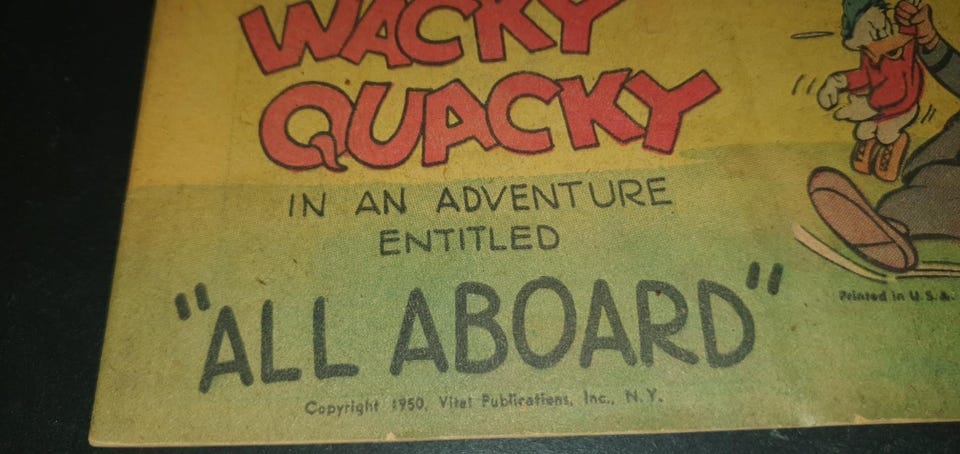 WACKY
QUACKY
IN AN ADVENTURE
ENTITLED
"ALL ABOARD"
Printed in U.S.A.
Copyright 1950, Vital Publications, Inc., N.Y.